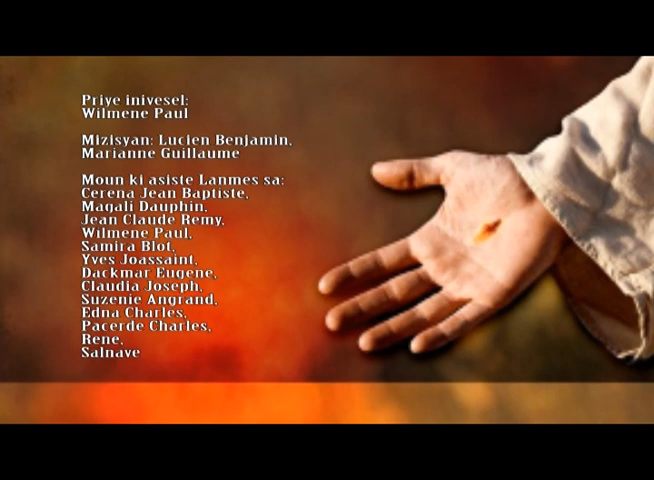 Priye inivesel:
Wilmene Paul
Mizisyan: Lucien Benjamin,
Marianne Guillaume
Moun ki asiste Lanmes sa:
Cerena Jean Baptiste,
Magali Dauphin,
Jean Claude Remy,
Wilmene Paul,
Samira Blot,
Yves Joassaint,
Dackmar Eugene,
Claudia Joseph,
Suzenie Angrand,
Edna Charles,
Pacerde Charles,
Rene,
Salnave